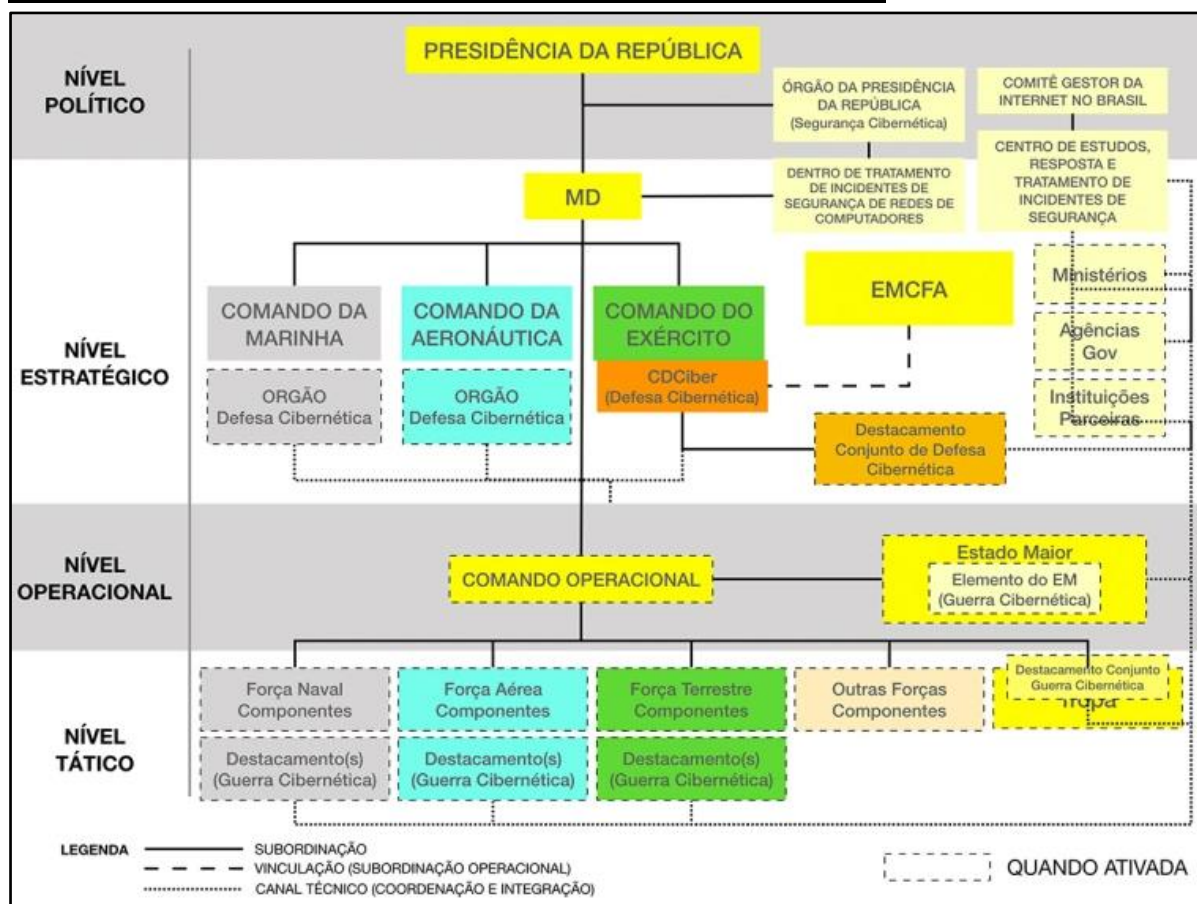 PRESIDÊNCIA DA REPÚBLICA
NÍVEL
POLÍTICO
ÓRGÃO DA PRESIDÊNCIA
DA REPÚBLICA
(Segurança Cibernética)
COMITÊ GESTOR DA
INTERNET NO BRASIL
CENTRO DE ESTUDOS,
RESPOSTA E
TRATAMENTO DE
INCIDENTES DE
SEGURANÇA
DENTRO DE TRATAMENTO
DE INCIDENTES DE
SEGURANÇA DE REDES DE
COMPUTADORES
MD
NÍVEL
ESTRATÉGICO
COMANDO DA
MARINHA
ORGÃO
Defesa Cibernética
COMANDO DA
AERONÁUTICA
ORGÃO
Defesa Cibernética
COMANDO DO
EXÉRCITO
CDCiber
(Defesa Cibernética)
EMCFA
Ministérios
Agências
Gov
Instituições
Parceiras
Destacamento
Conjunto de Defesa
Cibernética
NÍVEL
OPERACIONAL
COMANDO OPERACIONAL
Estado Maior
Elemento do EM
(Guerra Cibernética)
NÍVEL
TÁTICO
Força Naval
Componentes
Destacamento(s)
(Guerra Cibernética)
Força Aérea
Componentes
Destacamento(s)
(Guerra Cibernética)
Força Terrestre
Componentes
Destacamento(s)
(Guerra Cibernética)
Outras Forças
Componentes
Destacamento Conjunto
Guerra Cibernética
Tropa
LEGENDA
SUBORDINAÇÃO
VINCULAÇÃO (SUBORDINAÇÃO OPERACIONAL)
CANAL TÉCNICO (COORDENAÇÃO E INTEGRAÇÃO)
QUANDO ATIVADA